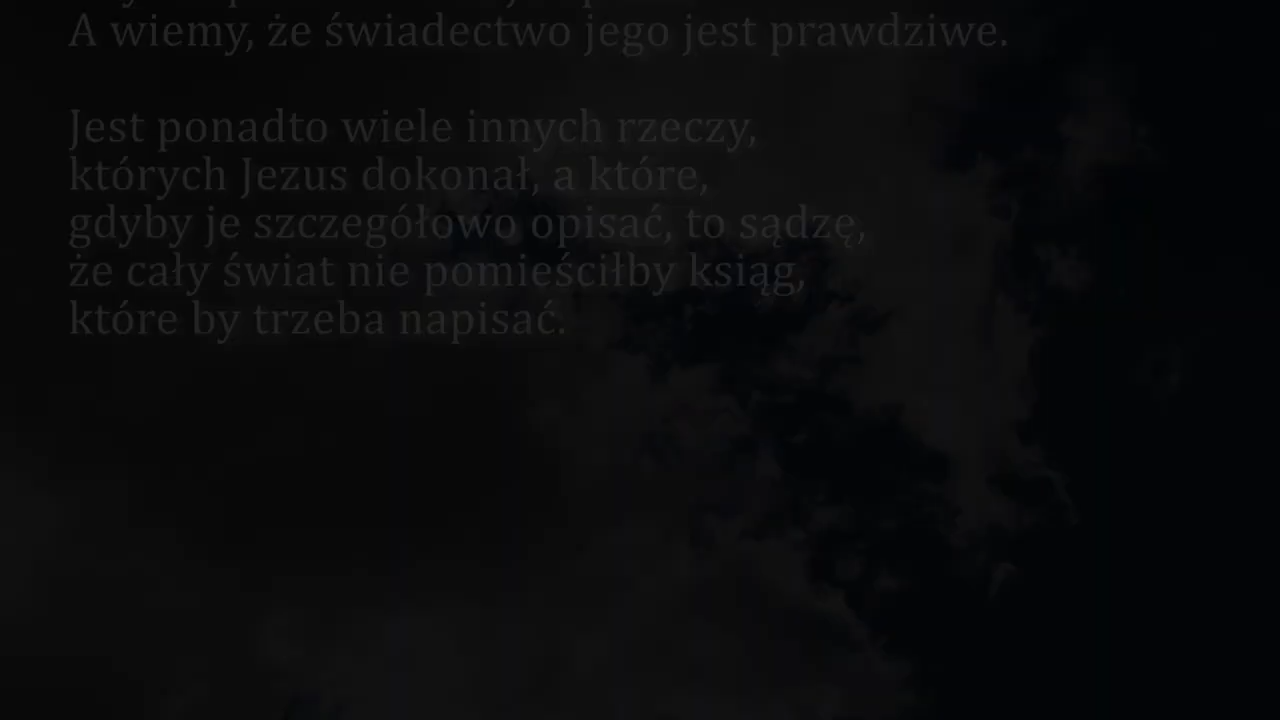 A wiemy, że świadectwo jego jest prawdziwe.
Jest ponadto wiele innych rzeczy,
których Jezus dokonał, a które,
gdyby je szczegółowo opisać, to sądzę,
że cały świat nie pomieściłby ksiąg,
które by trzeba napisać.